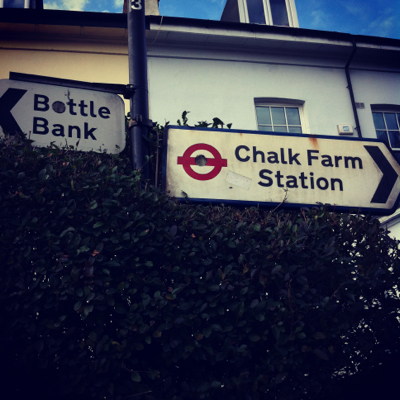 3
Bottle
Bank
Chalk Farm
Station